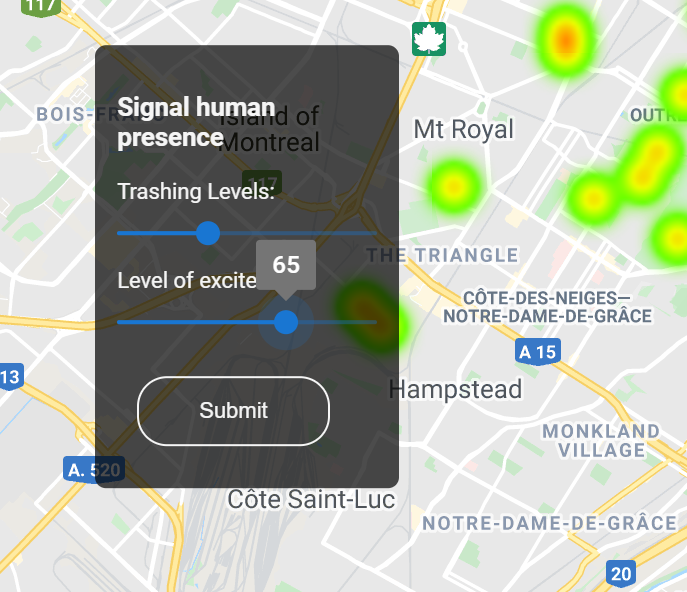 117
BOIS-FRA
Signal human
presence
Island of
Montreal
Mt Royal
OUTR
117
Trashing Levels:
THE TRIANGLE
65
Level of excite
CÔTE-DES-NEIGES—
NOTRE-DAME-DE-GRÂCE
A 15
13
Hampstead
Submit
MONKLAND
VILLAGE
A. 520
Côte Saint-Luc
NOTRE-DAME-DE-GRÂCE
20